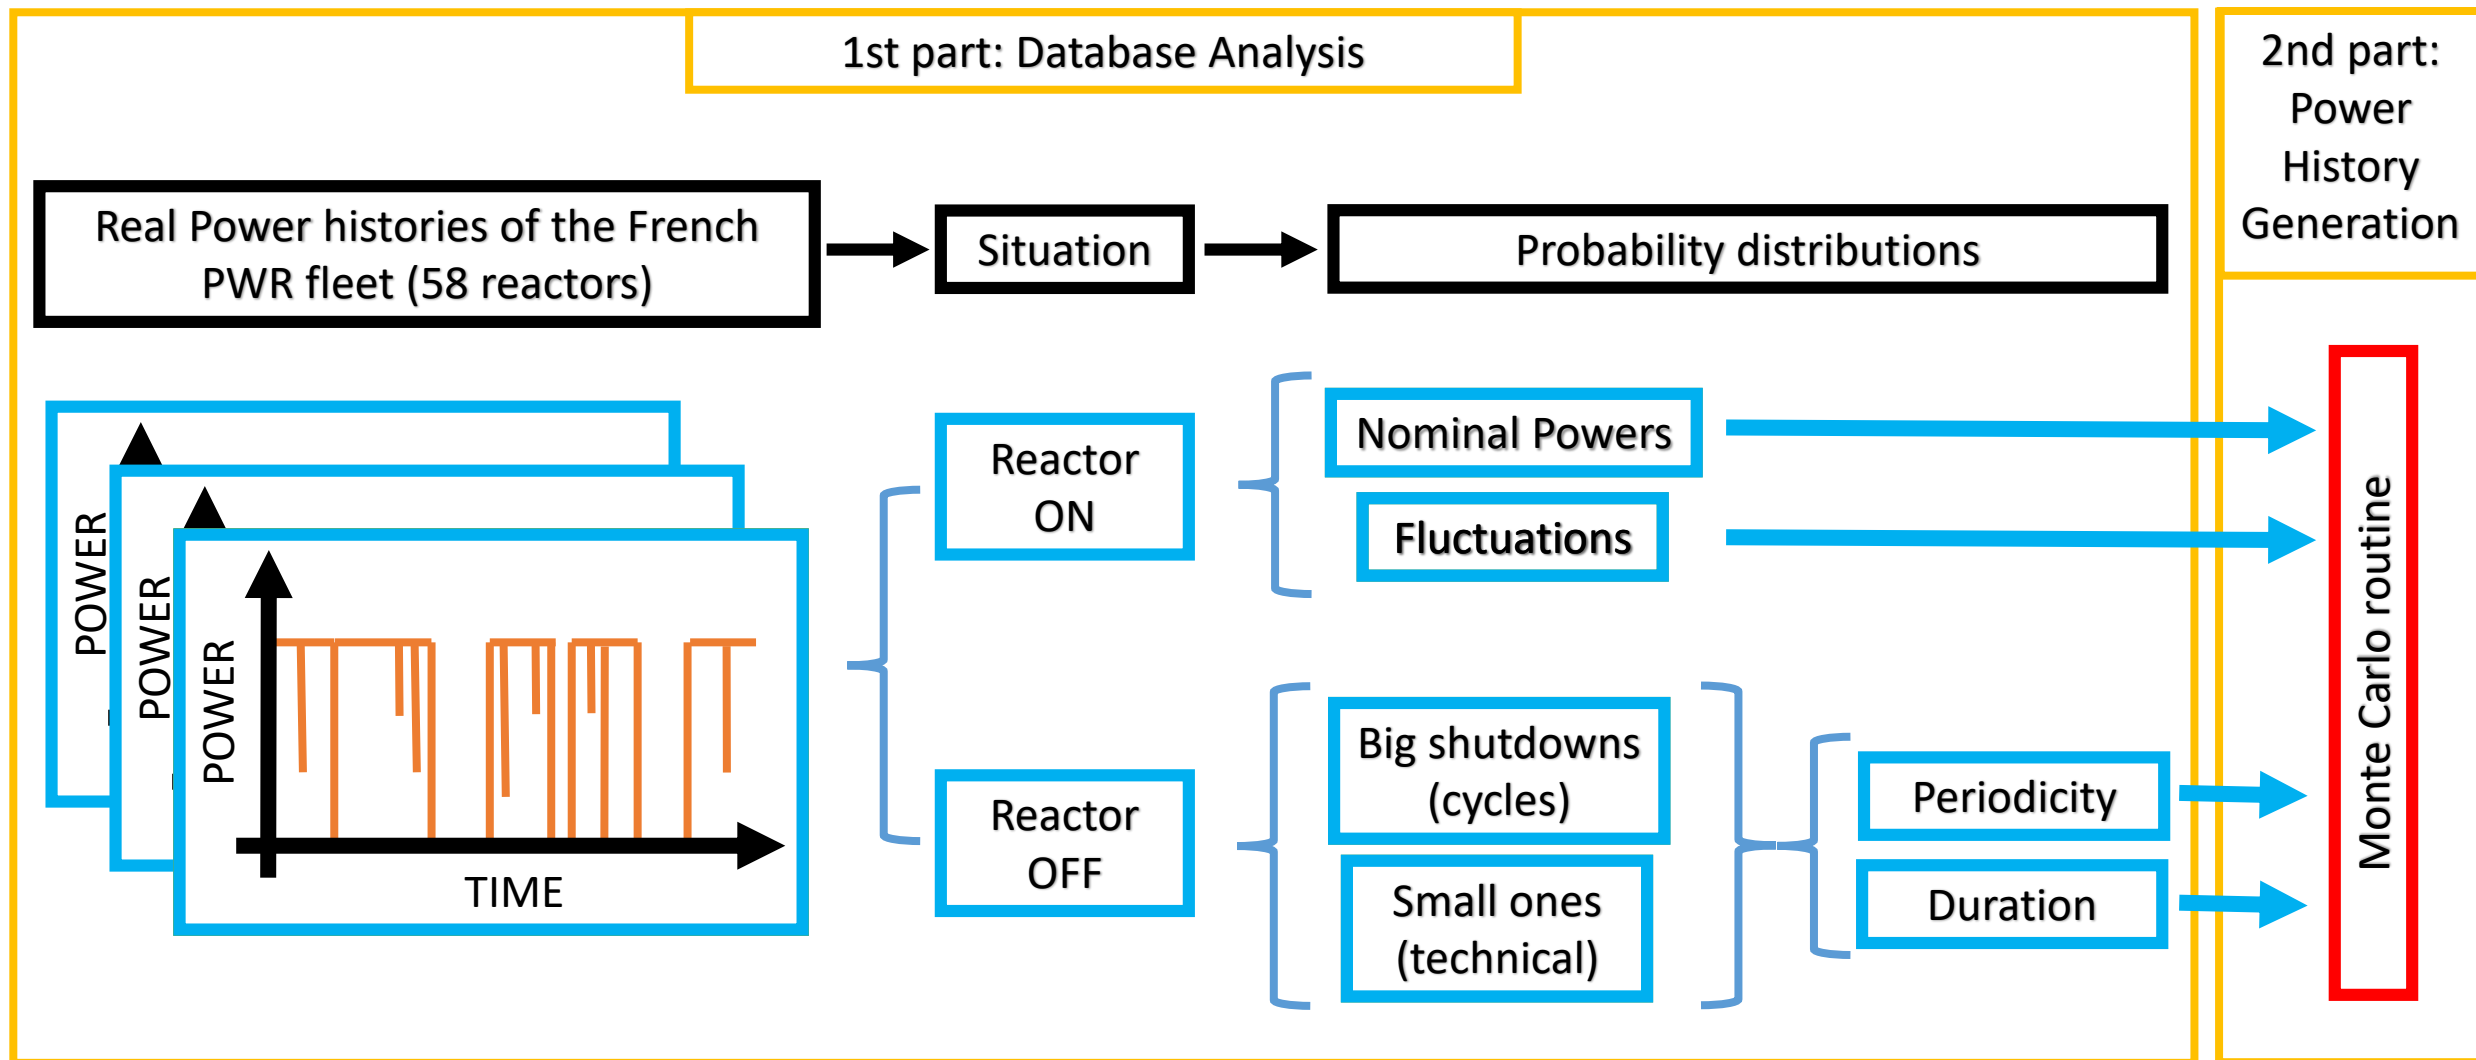 1st part: Database Analysis
2nd part:
Power
History
Generation
Real Power histories of the French
PWR fleet (58 reactors)
Situation
Probability distributions
POWER
POWER
POWER
TIME
Reactor
ON
Reactor
OFF
Nominal Powers
Fluctuations
Big shutdowns
(cycles)
Small ones
(technical)
Periodicity
Duration
Monte Carlo routine